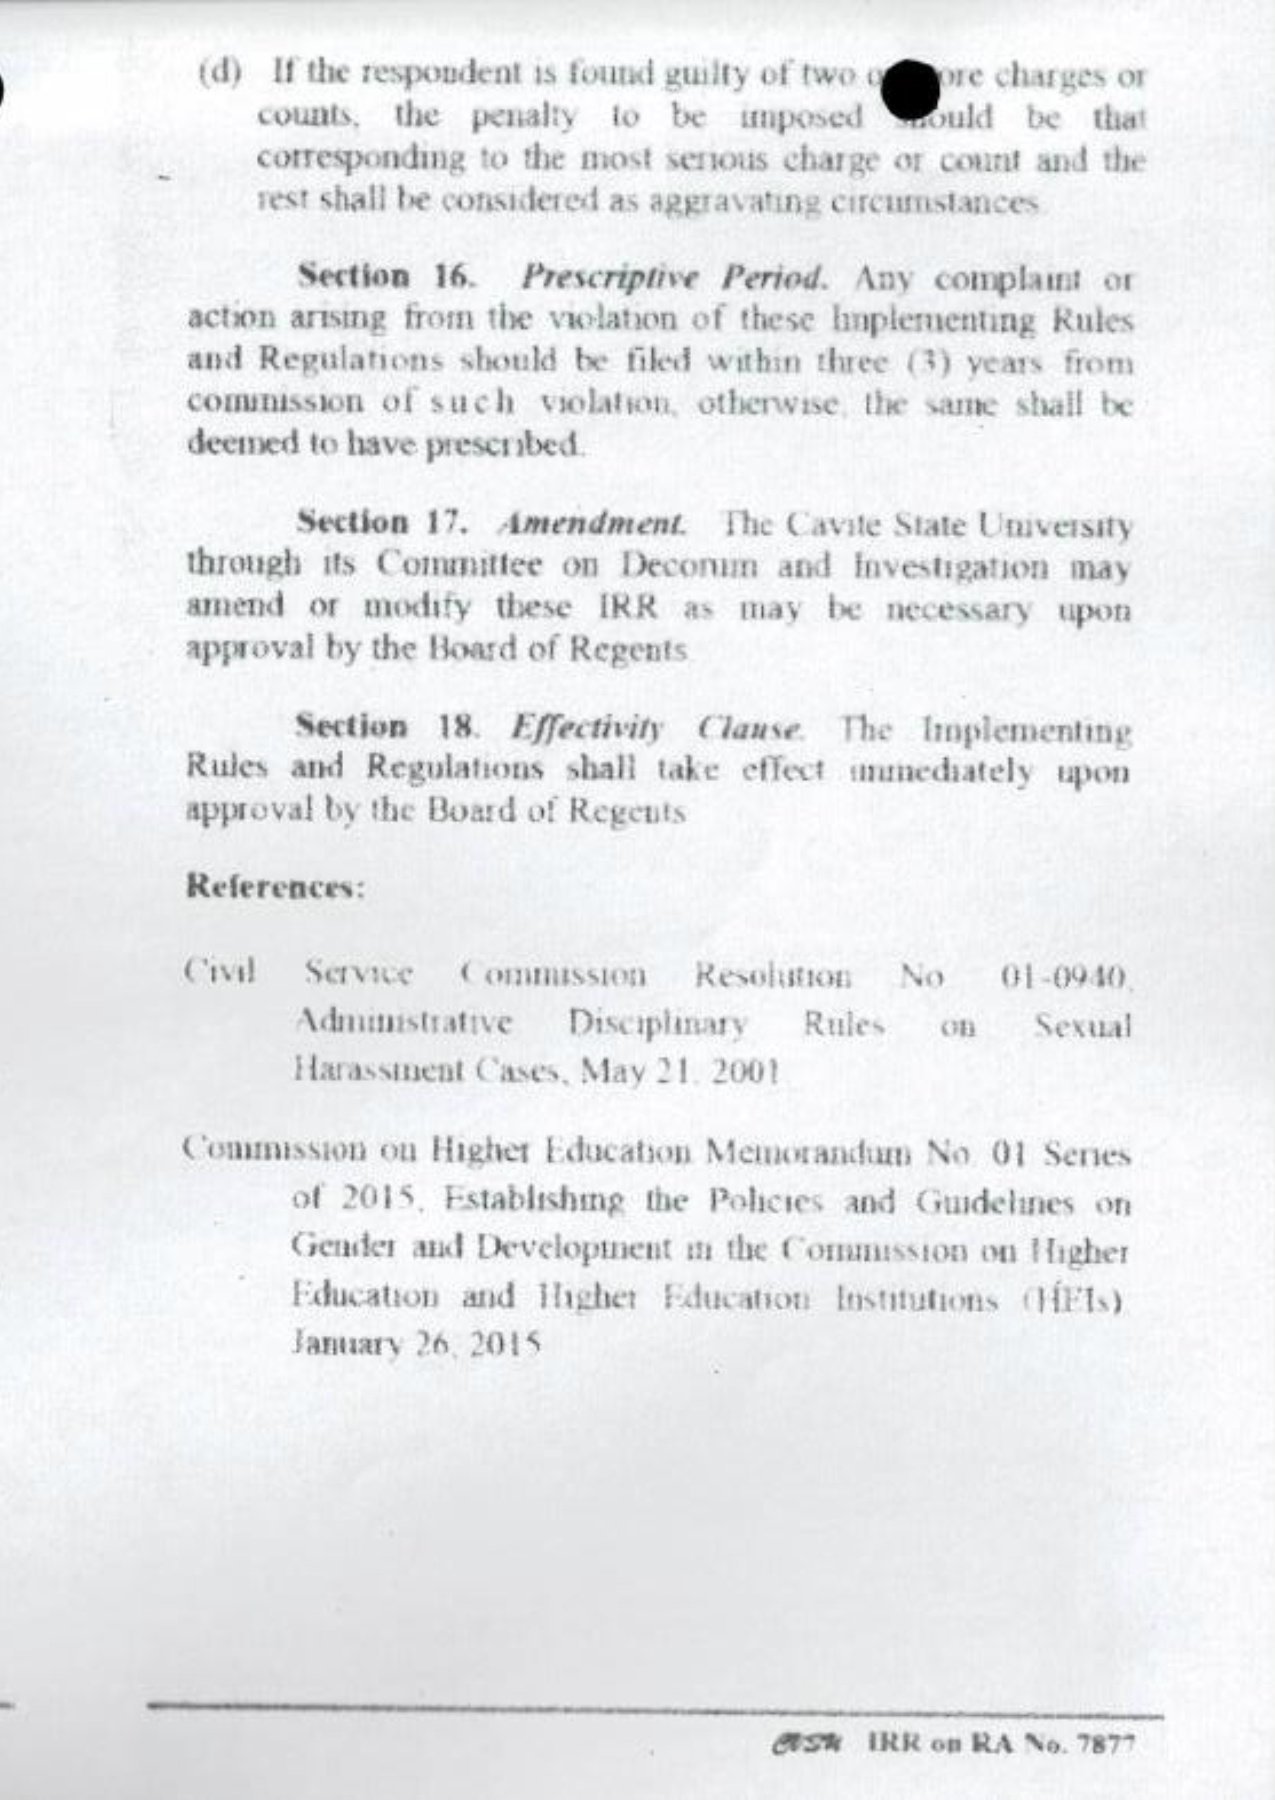 (d) If the respondent is found guilty of two ore charges or
counts, the penalty to be imposed should be that
corresponding to the most serious charge or count and the
rest shall be considered as aggravating circumstances
Section 16. Prescriptive Period. Any complaint or
action arising from the violation of these Implementing Rules
and Regulations should be filed within three (3) years from
commission of such violation, otherwise, the same shall be
deemed to have prescribed.
Section 17. Amendment. The Cavite State University
through its Committee on Decorum and Investigation may
amend or modify these IRR as may be necessary upon
approval by the Board of Regents
Section 18. Effectivity Clause. The Implementing
Rules and Regulations shall take effect immediately upon
approval by the Board of Regents
References:
Civil Service Commission Resolution No 01-0940,
Administrative Disciplinary Rules on Sexual
Harassment Cases, May 21, 2001
Commission on Higher Education Memorandum No. 01 Series
of 2015, Establishing the Policies and Guidelines on
Gender and Development in the Commission on Higher
Education and Higher Education Institutions (HEIs)
January 26, 2015
IRR on RA No. 7877